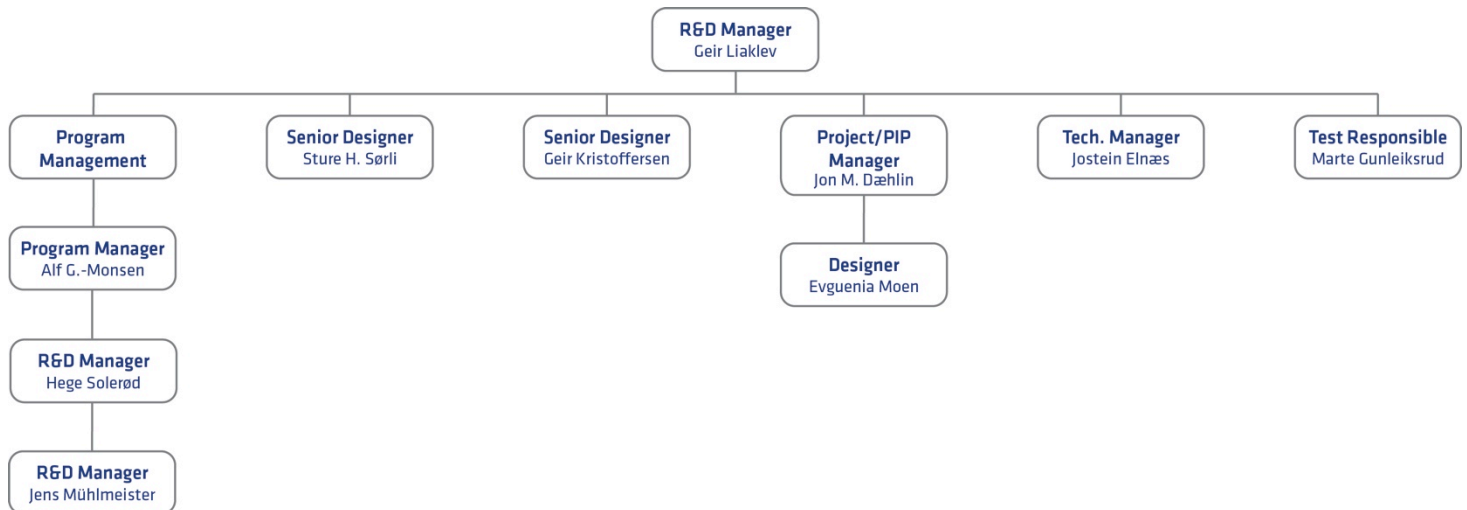 R&D Manager
Geir Liaklev
Program
Management
Senior Designer
Sture H. Sørli
Senior Designer
Geir Kristoffersen
Project/PIP
Manager
Jon M. Dæhlin
Tech. Manager
Jostein Elnæs
Test Responsible
Marte Gunleiksrud
Program Manager
Alf G.-Monsen
Designer
Evguenia Moen
R&D Manager
Hege Solerød
R&D Manager
Jens Mühlmeister